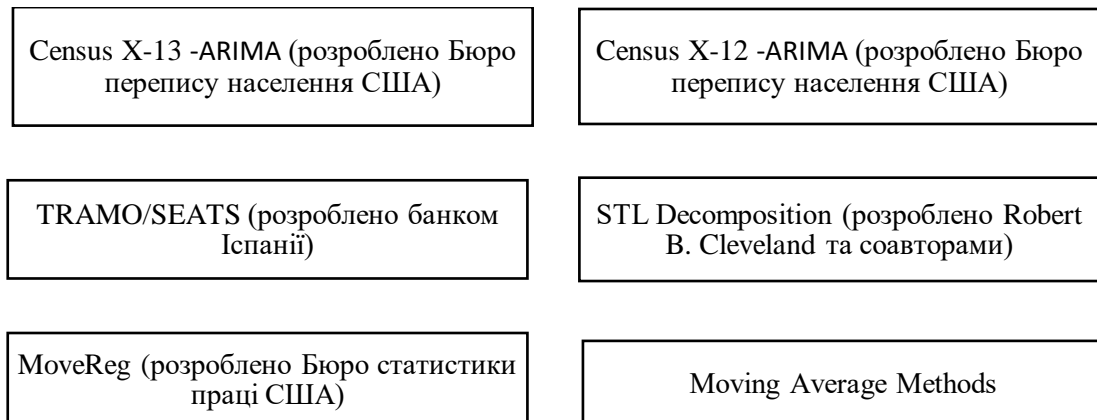 Census X-13 -ARIMA (розроблено Бюро
перепису населення США)
Census X-12 -ARIMA (розроблено Бюро
перепису населення США)
TRAMO/SEATS (розроблено банком
Іспанії)
STL Decomposition (розроблено Robert
B. Cleveland та соавторами)
MoveReg (розроблено Бюро статистики
праці США)
Moving Average Methods